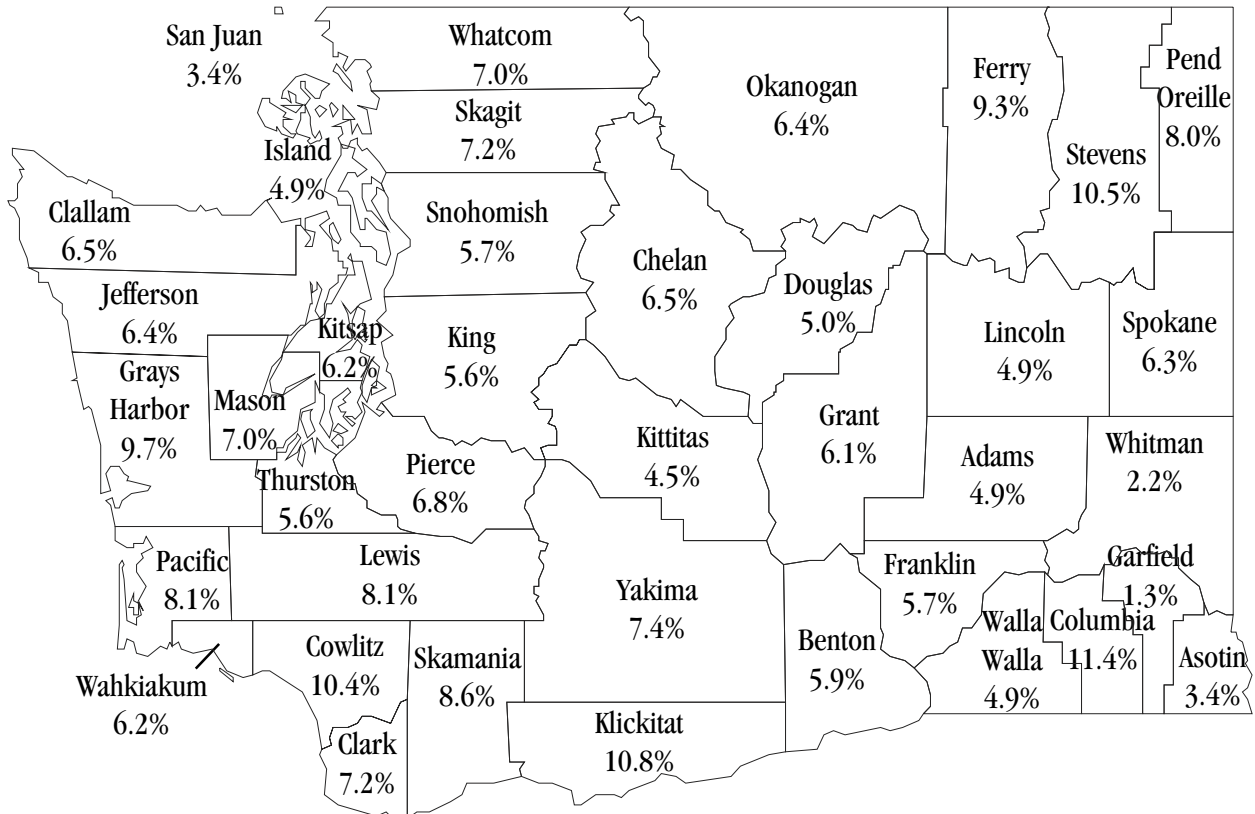 San Juan
3.4%
Whatcom
7.0%
Skagit
7.2%
Island
4.9%
Okanogan
6.4%
Ferry
9.3%
Stevens
10.5%
Pend
Oreille
8.0%
Clallam
6.5%
Snohomish
5.7%
Chelan
6.5%
Douglas
5.0%
Jefferson
6.4%
Kitsap
6.2%
King
5.6%
Lincoln
4.9%
Spokane
6.3%
Grays
Harbor
9.7%
Mason
7.0%
Thurston
5.6%
Pierce
6.8%
Kittitas
4.5%
Grant
6.1%
Adams
4.9%
Whitman
2.2%
Pacific
8.1%
Lewis
8.1%
Yakima
7.4%
Benton
5.9%
Franklin
5.7%
Walla
Walla
4.9%
Columbia
11.4%
Garfield
1.3%
Asotin
3.4%
Wahkiakum
6.2%
Cowlitz
10.4%
Skamania
8.6%
Clark
7.2%
Klickitat
10.8%